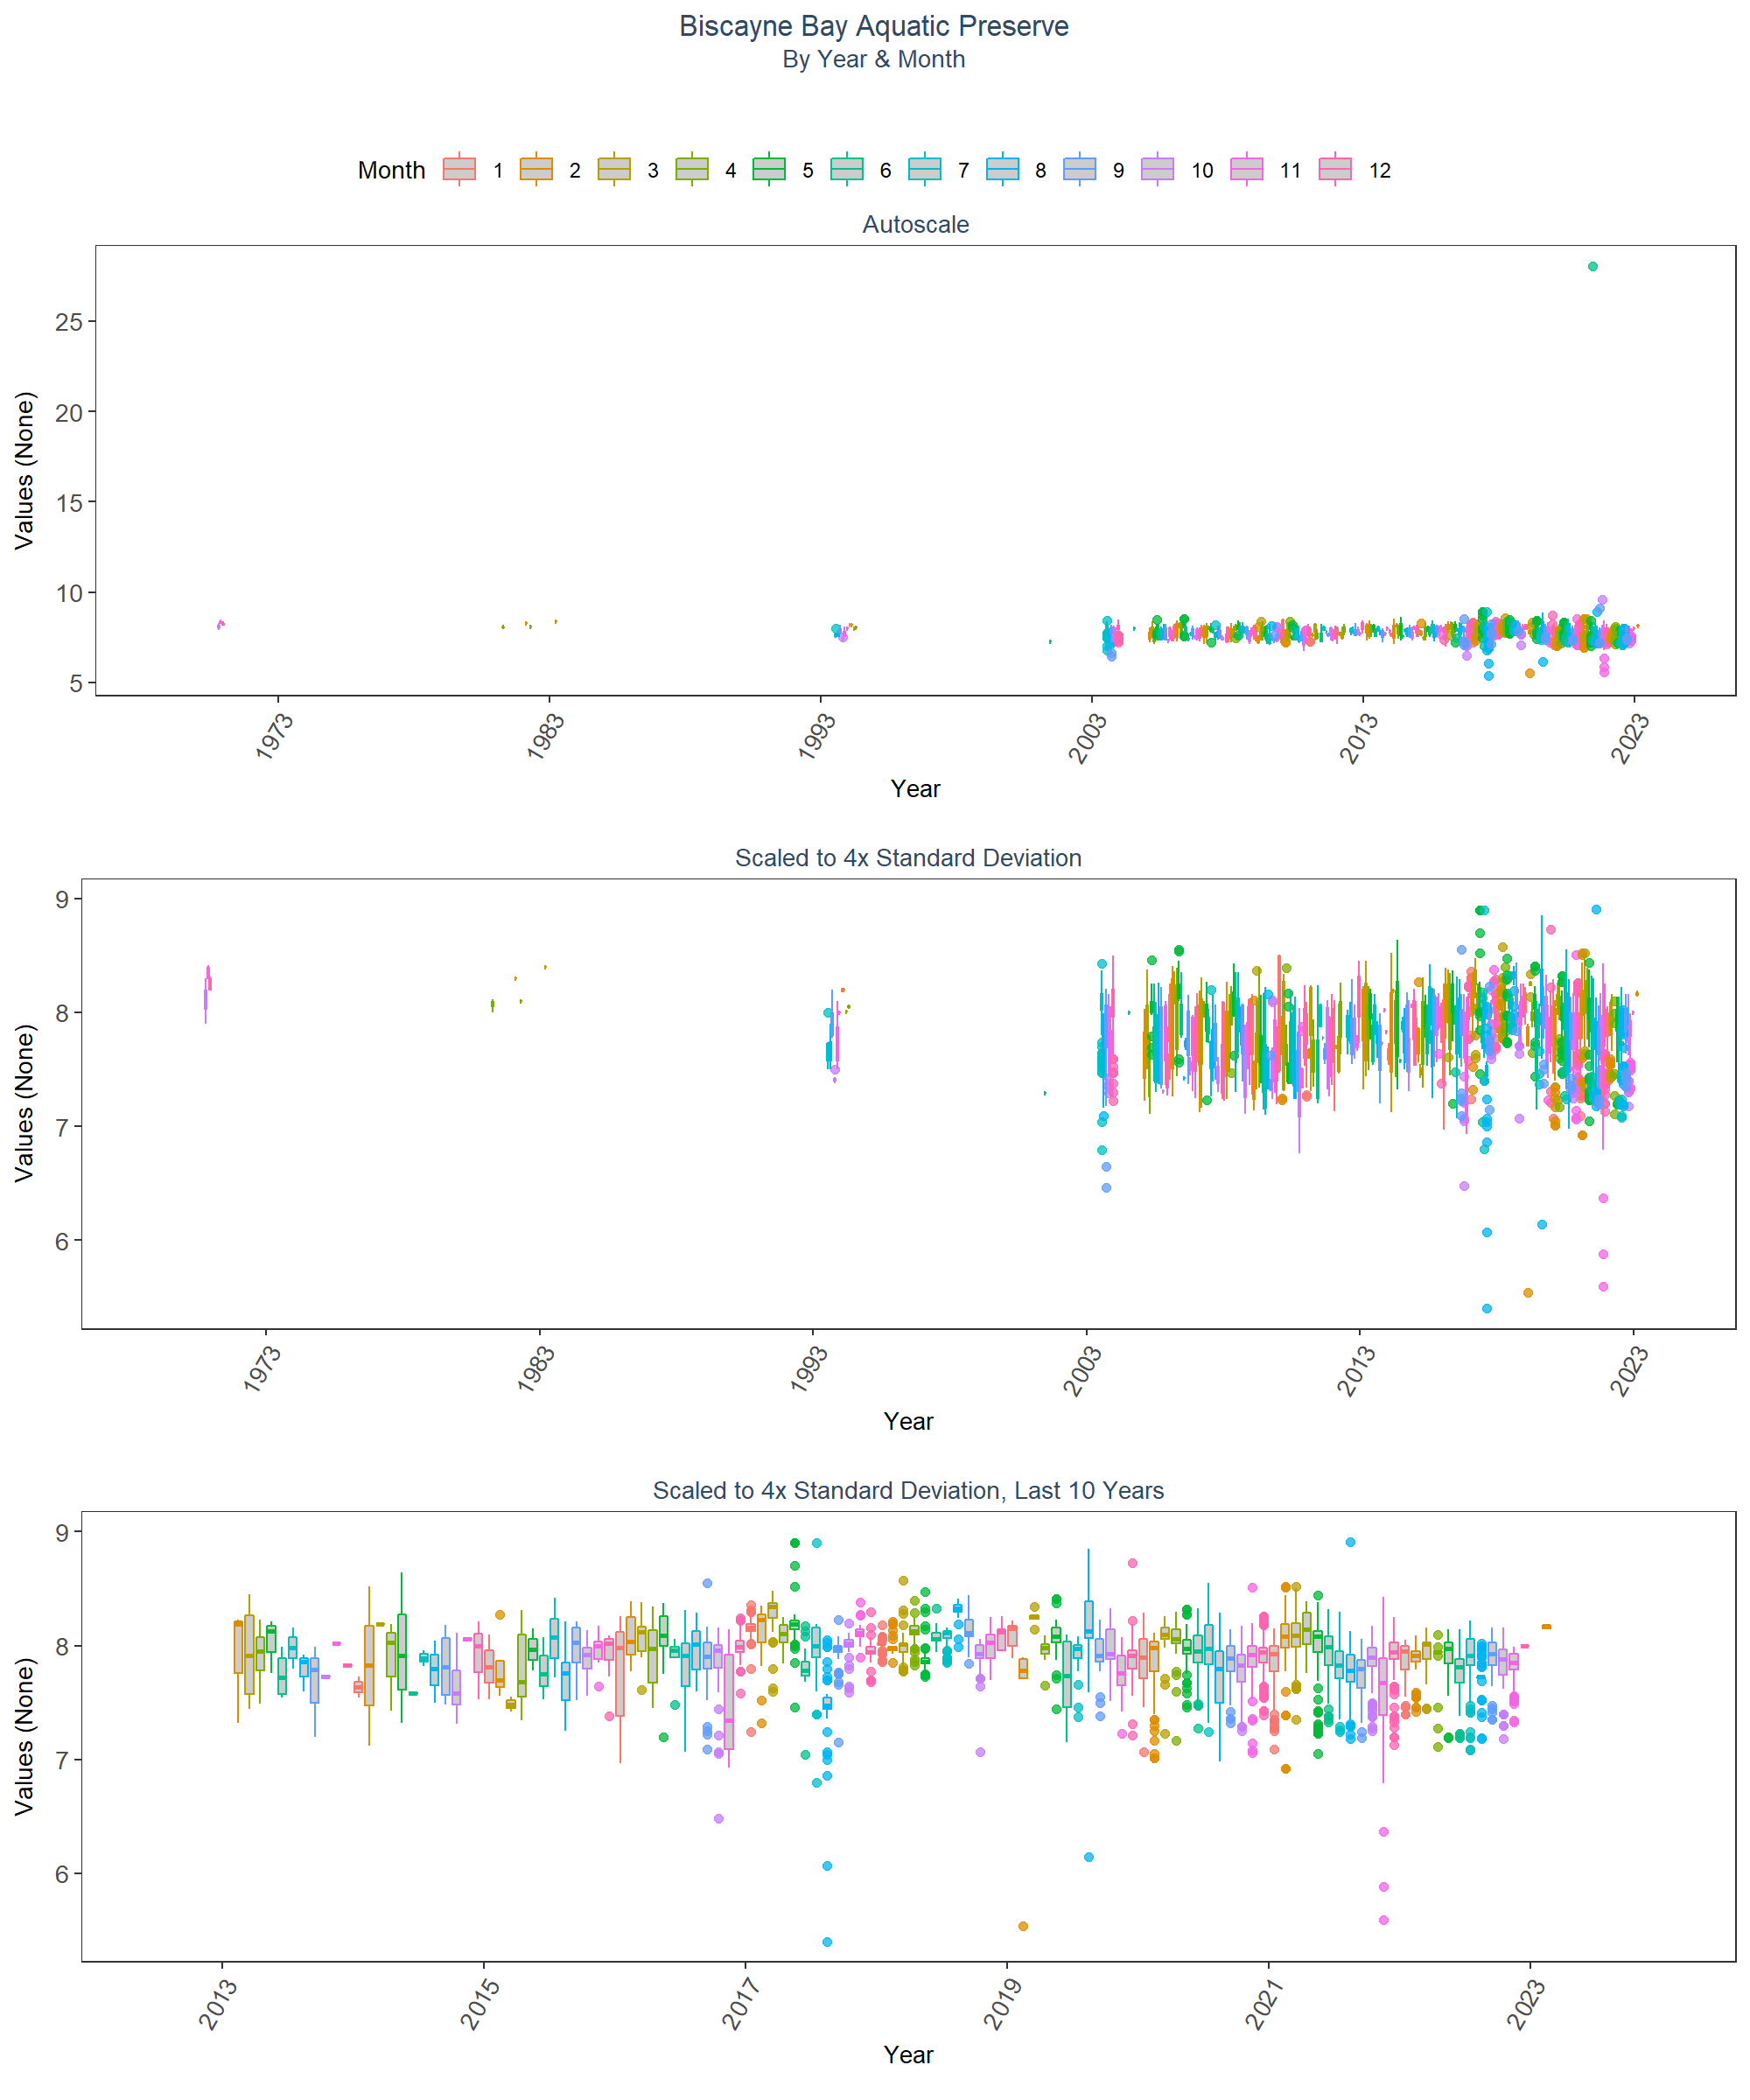 Biscayne Bay Aquatic Preserve
By Year & Month
Month 1 2 3 4 5 6 7 8 9 10 11 12
Autoscale
Values (None)
25
20
15
10
5
1973 1983 1993 2003 2013 2023
Year
Scaled to 4x Standard Deviation
Values (None)
9
8
7
6
1973 1983 1993 2003 2013 2023
Year
Scaled to 4x Standard Deviation, Last 10 Years
Values (None)
9
8
7
6
2013 2015 2017 2019 2021 2023
Year